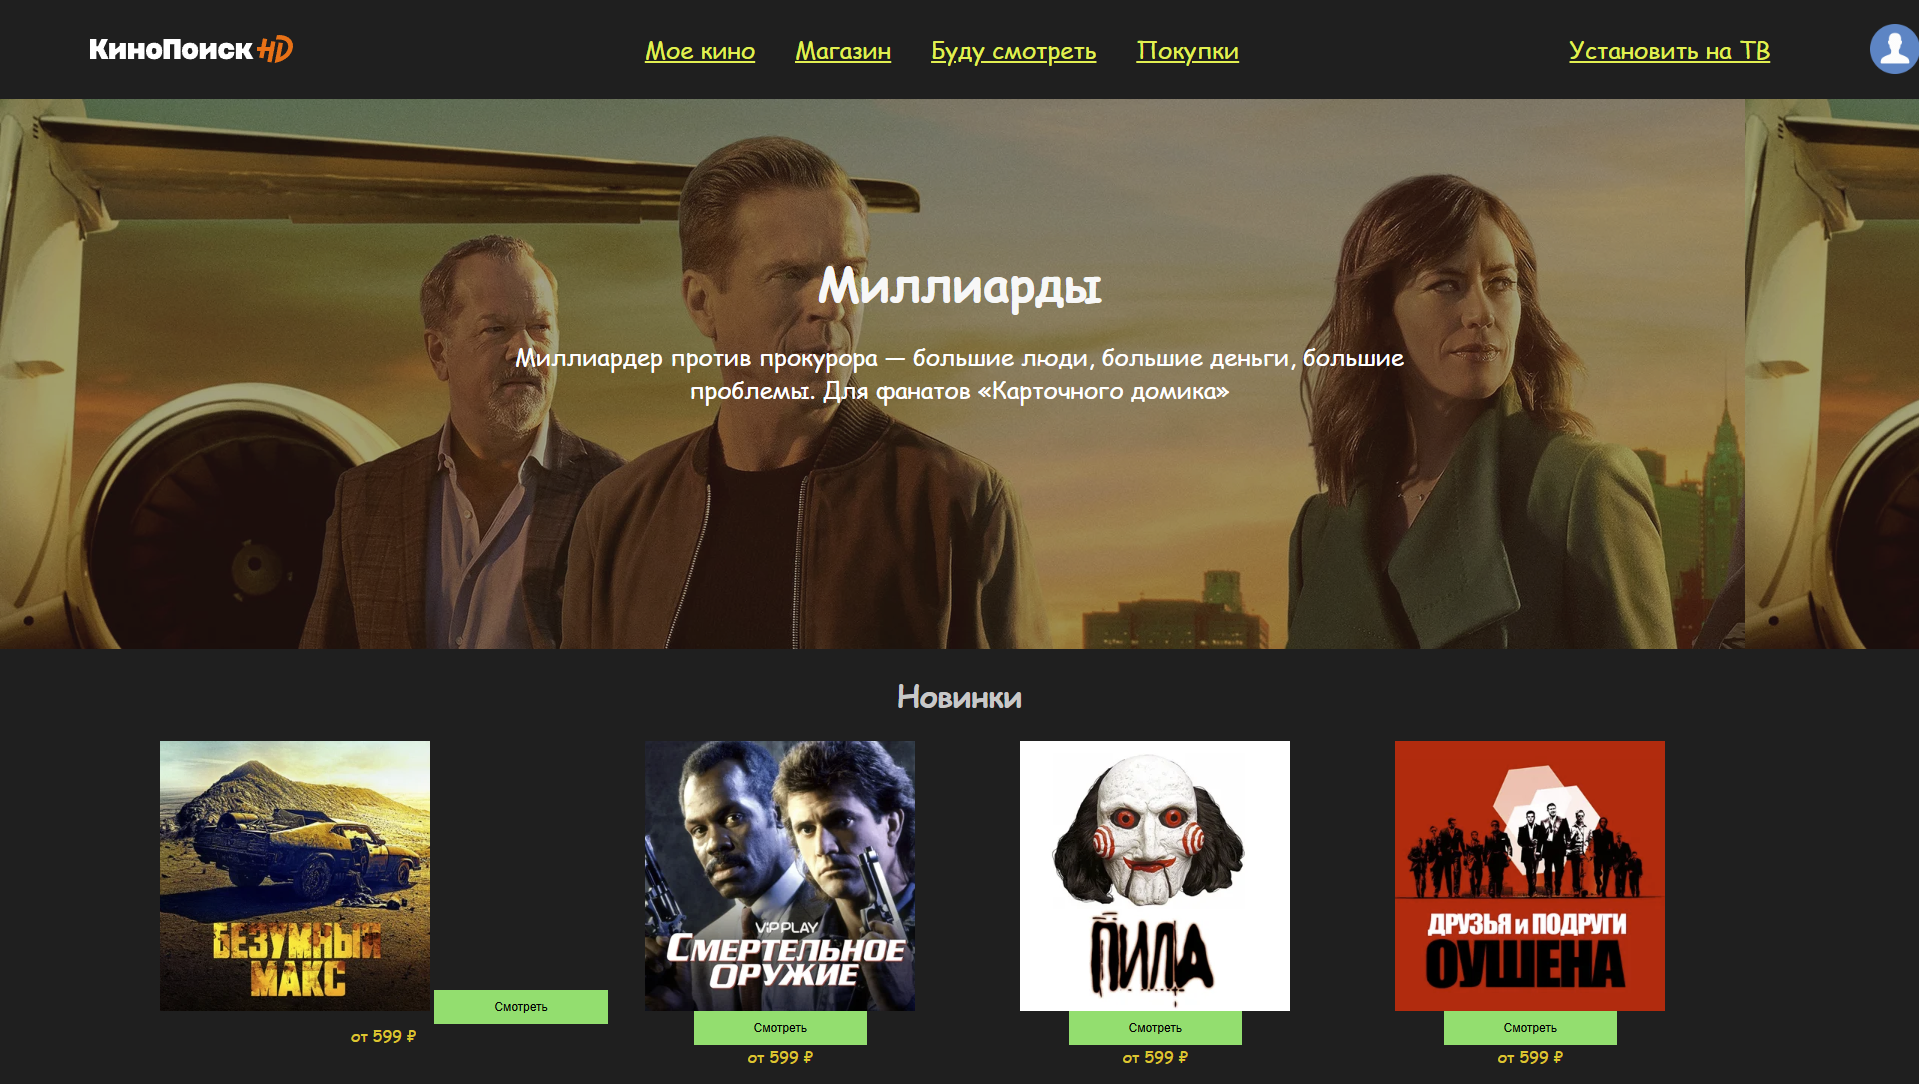 КиноПоиск HD
Мое кино
Магазин
Буду смотреть
Покупки
Установить на ТВ
Миллиарды
Миллиардер против прокурора — большие люди, большие деньги, большие
проблемы. Для фанатов «Карточного домика»
Новинки
БЕЗУМНЫЙ
МАКС
Смотреть
от 599 ₽
ViP PLAY
СМЕРТЕЛЬНОЕ
ОРУЖИЕ
Смотреть
от 599 ₽
ПИЛА
Смотреть
от 599 ₽
ДРУЗЬЯ И ПОДРУГИ
ОУШЕНА
Смотреть
от 599 ₽